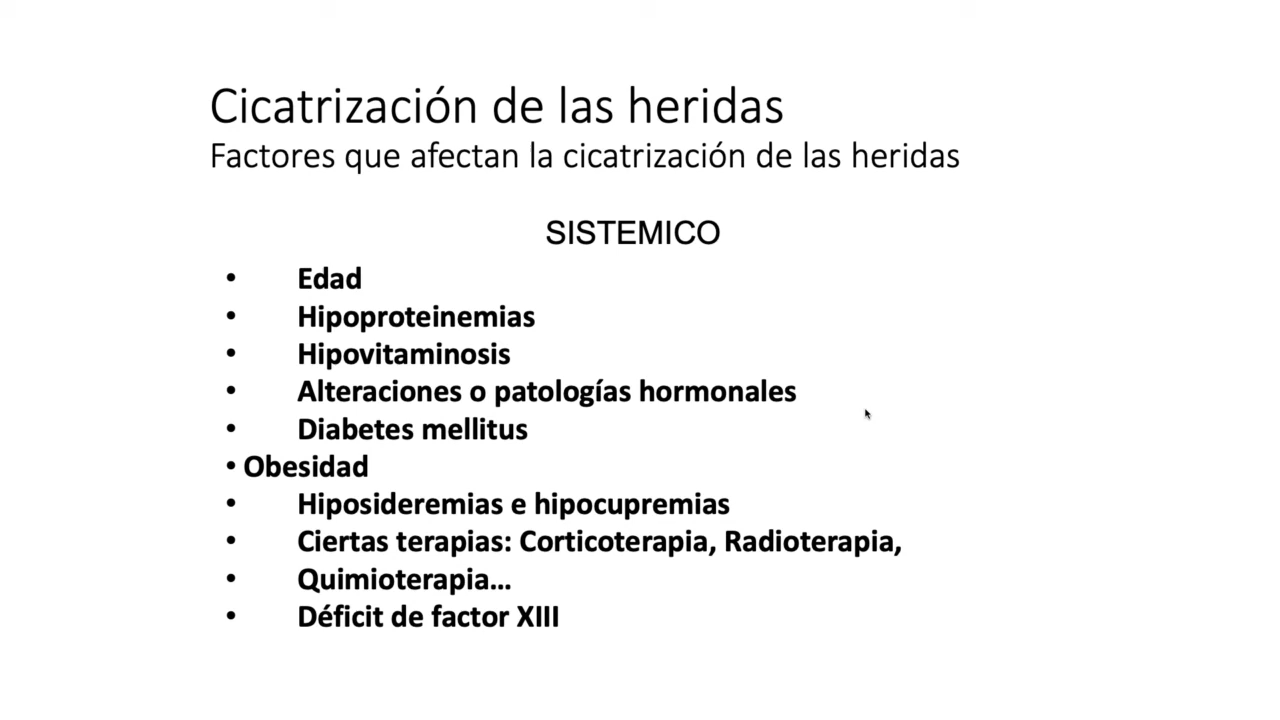 Cicatrización de las heridas
Factores que afectan la cicatrización de las heridas
SISTEMICO
• Edad
• Hipoproteinemias
• Hipovitaminosis
• Alteraciones o patologías hormonales
• Diabetes mellitus
• Obesidad
• Hiposideremias e hipocupremias
• Ciertas terapias: Corticoterapia, Radioterapia,
• Quimioterapia...
• Déficit de factor XIII